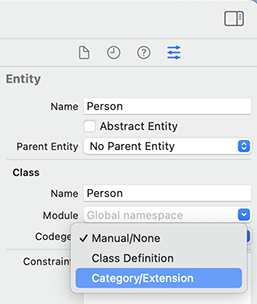 Entity
Name Person
Abstract Entity
Parent Entity No Parent Entity
Class
Name Person
Module Global namespace
Codege ✓ Manual/None
Class Definition
Constrain Category/Extension